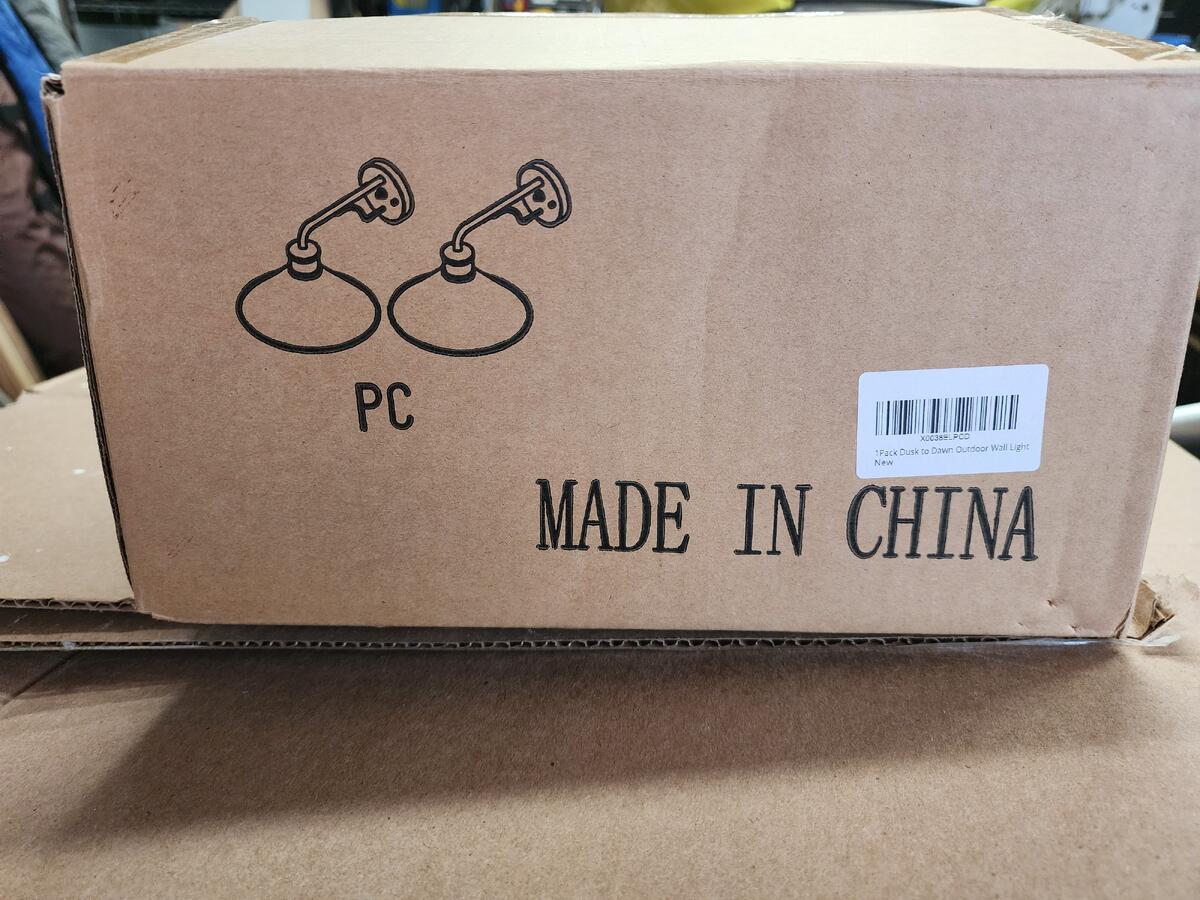 PC
X0038ELPCD
1Pack Dusk to Dawn Outdoor Wall Light
New
MADE IN CHINA